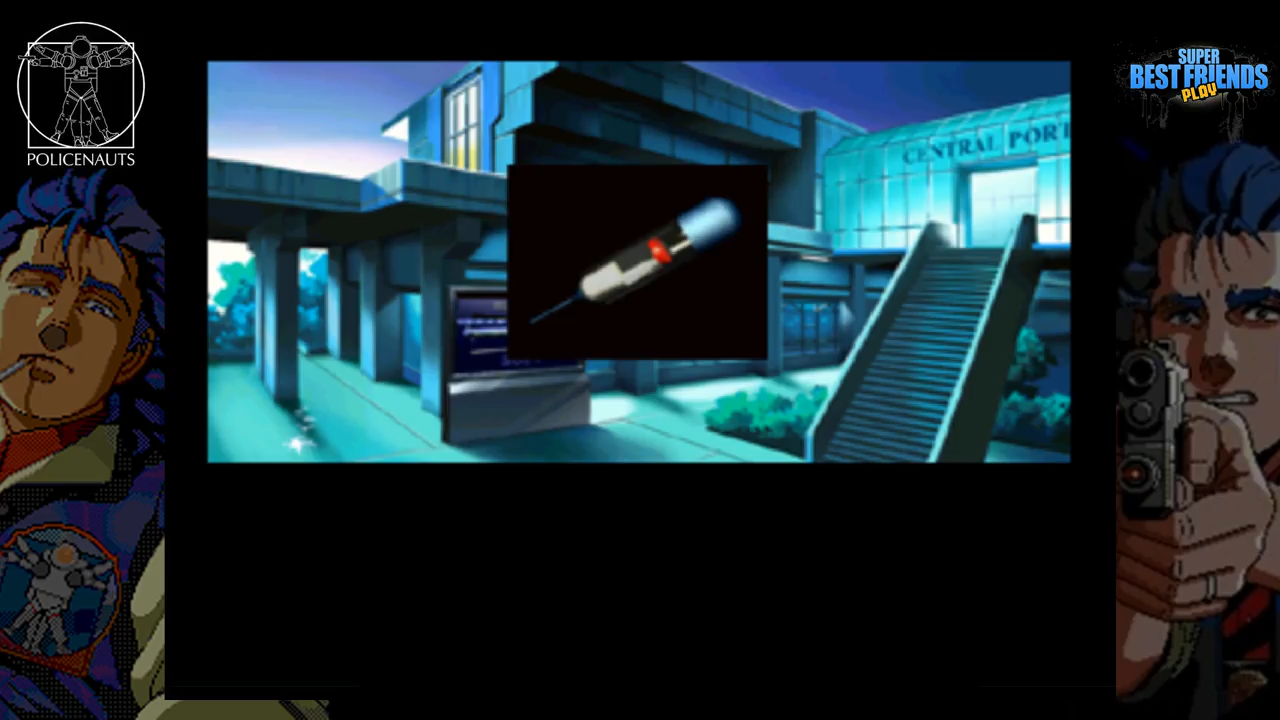 POLICENAUTS
SUPER
BEST FRIENDS
PLAY
CENTRAL PORT